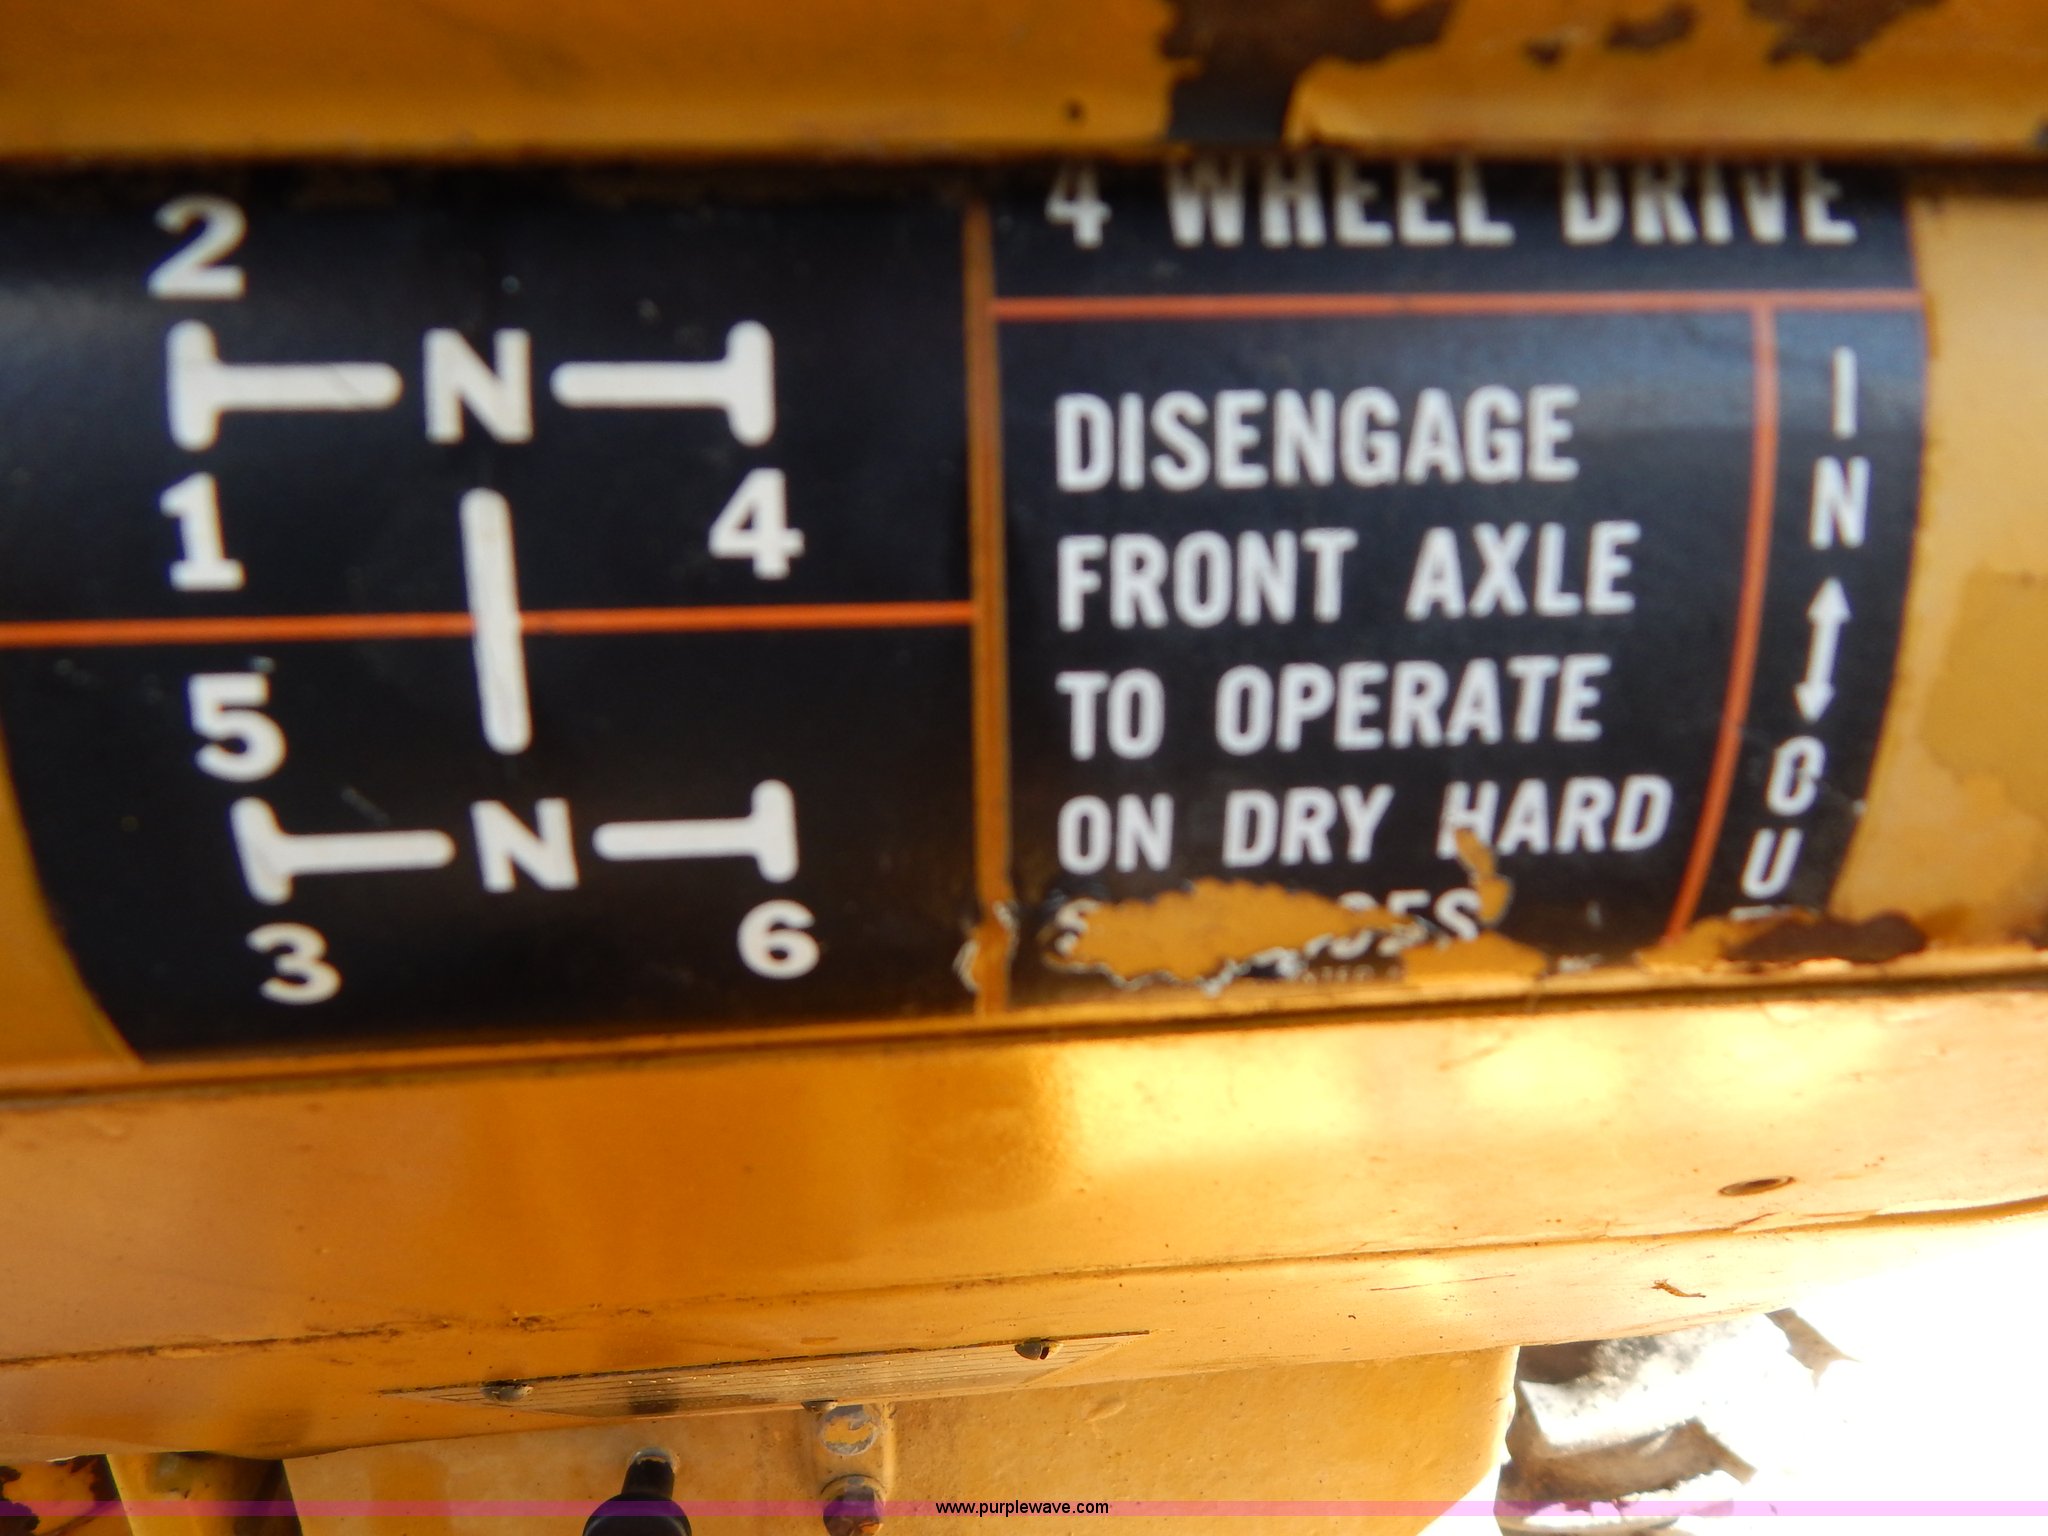 2
N
1
4
5
N
3
6
4 WHEEL DRIVE
DISENGAGE
FRONT AXLE
TO OPERATE
ON DRY HARD
IN
OUT
www.purplewave.com